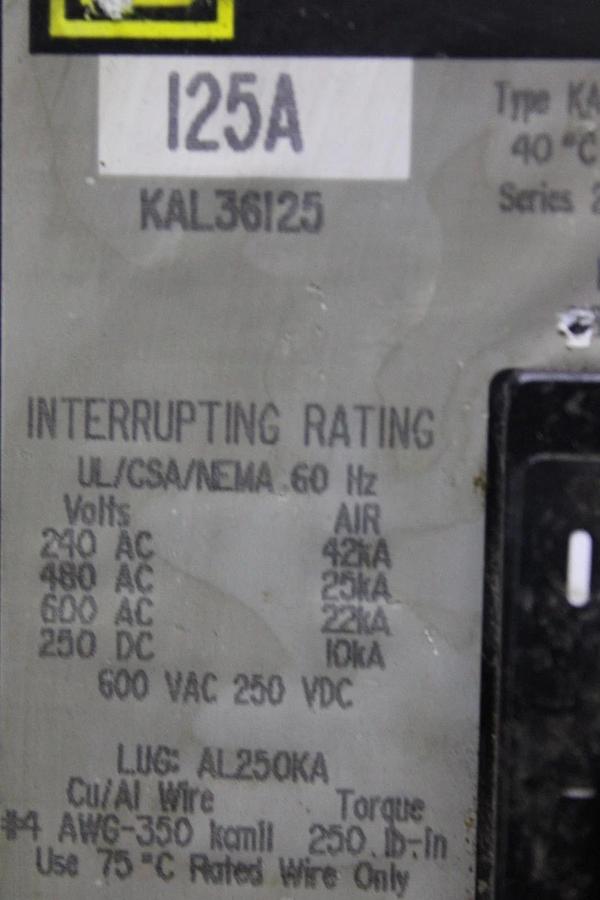 125A
KAL36125
Type KA
40 °C
Series 2
INTERRUPTING RATING
UL/CSA/NEMA 60 Hz
Volts AIR
240 AC 42kA
480 AC 25kA
600 AC 22kA
250 DC 10kA
600 VAC 250 VDC
LUG: AL250KA
Cu/Al Wire Torque
#4 AWG-350 kcmil 250 lb-in
Use 75 °C Rated Wire Only